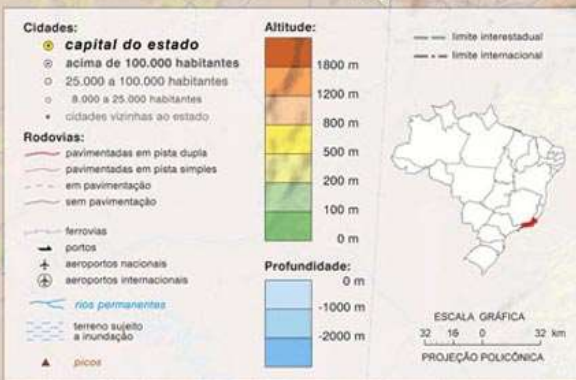 Cidades:
capital do estado
acima de 100.000 habitantes
25.000 a 100.000 habitantes
8.000 a 25.000 habitantes
cidades vizinhas ao estado
Rodovias:
pavimentadas em pista dupla
pavimentadas em pista simples
em pavimentação
sem pavimentação
ferrovias
portos
aeroportos nacionais
aeroportos internacionais
rios permanentes
terreno sujeito
a inundação
picos
Altitude:
1800 m
1200 m
800 m
500 m
200 m
100 m
0 m
Profundidade:
0 m
-1000 m
-2000 m
limite interestadual
limite internacional
ESCALA GRÁFICA
32 16 0 32 km
PROJEÇÃO POLICÔNICA